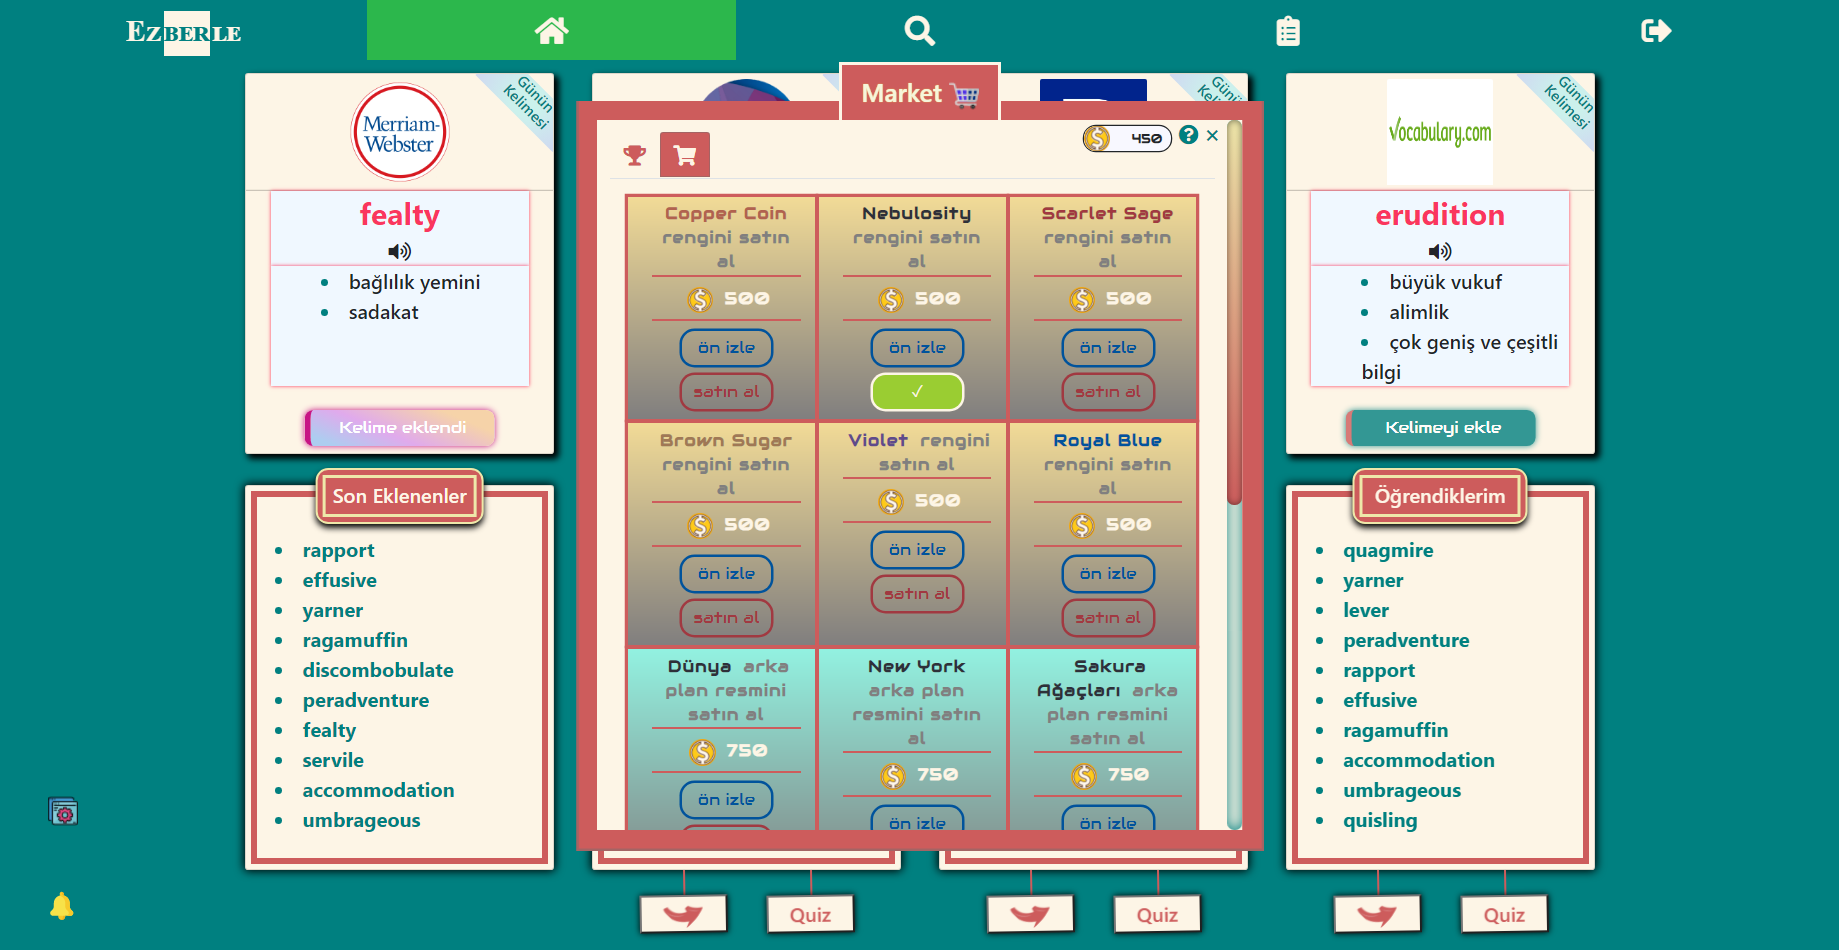 EZBERLE
Günün
Kelimesi
Merriam-
Webster
fealty
bağlılık yemini
sadakat
Kelime eklendi
Son Eklenenler
rapport
effusive
yarner
ragamuffin
discombobulate
peradventure
fealty
servile
accommodation
umbrageous
Market
450
?
×
Copper Coin
rengini satın
al
500
ön izle
satın al
Nebulosity
rengini satın
al
500
ön izle
✓
Scarlet Sage
rengini satın
al
500
ön izle
satın al
Brown Sugar
rengini satın
al
500
ön izle
satın al
Violet rengini
satın al
500
ön izle
satın al
Royal Blue
rengini satın
al
500
ön izle
satın al
Dünya arka
plan resmini
satın al
750
ön izle
New York
arka plan
resmini satın
al
750
ön izle
Sakura
Ağaçları arka
plan resmini
satın al
750
ön izle
Quiz
Quiz
Günün
Kelimesi
Vocabulary.com
erudition
büyük vukuf
alimlik
çok geniş ve çeşitli
bilgi
Kelimeyi ekle
Öğrendiklerim
quagmire
yarner
lever
peradventure
rapport
effusive
ragamuffin
accommodation
umbrageous
quisling
Quiz